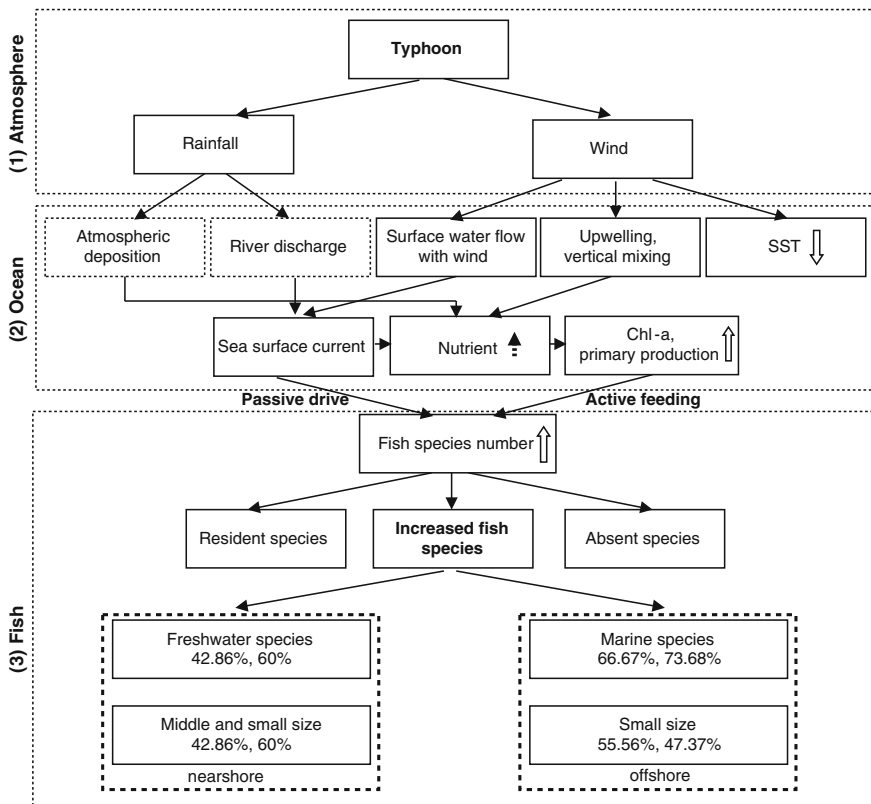 (1) Atmosphere
Typhoon
Rainfall
Wind
(2) Ocean
Atmospheric
deposition
River discharge
Surface water flow
with wind
Upwelling,
vertical mixing
SST
Sea surface current
Nutrient
Chl-a,
primary production
Passive drive
Active feeding
(3) Fish
Fish species number
Resident species
Increased fish
species
Absent species
Freshwater species
42.86%, 60%
Middle and small size
42.86%, 60%
nearshore
Marine species
66.67%, 73.68%
Small size
55.56%, 47.37%
offshore